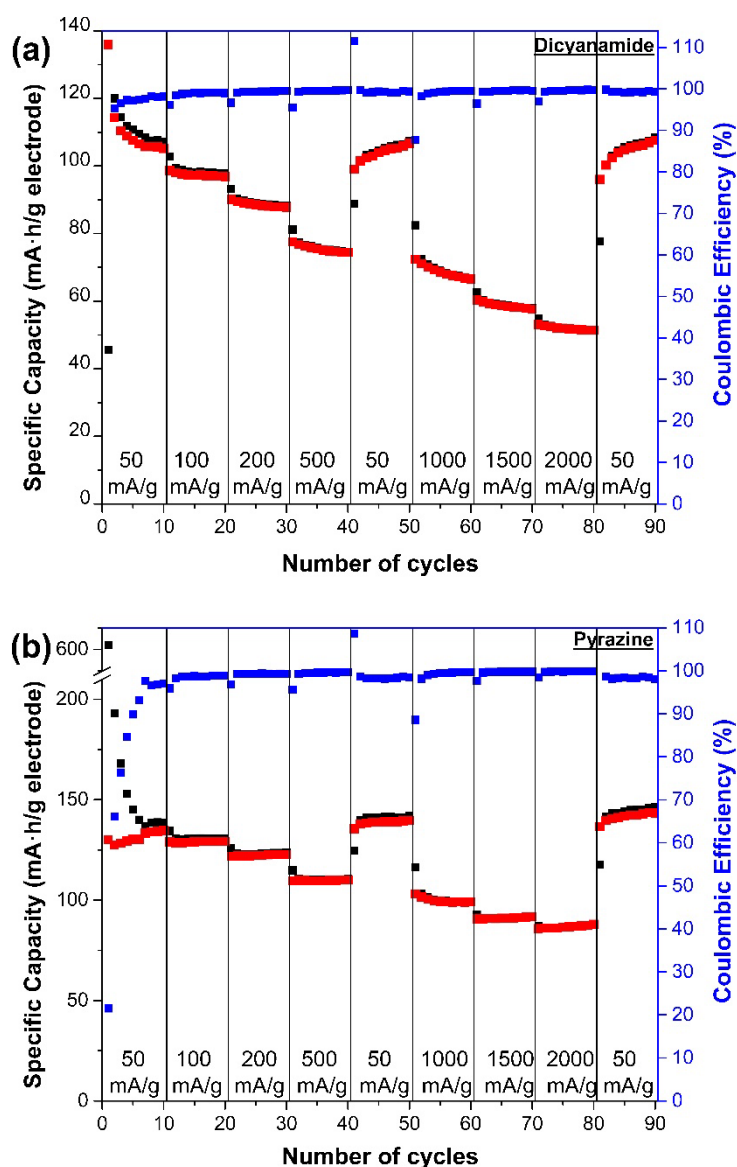 (a)
Dicyanamide
Specific Capacity (mA·h/g electrode)
140
120
100
80
60
40
20
0
Coulombic Efficiency (%)
110
100
90
80
70
60
50
40
30
20
10
0
50 100 200 500 50 1000 1500 2000 50
mA/g mA/g mA/g mA/g mA/g mA/g mA/g mA/g mA/g
0 10 20 30 40 50 60 70 80 90
Number of cycles
(b)
Pyrazine
Specific Capacity (mA·h/g electrode)
600
200
150
100
50
0
Coulombic Efficiency (%)
110
100
90
80
70
60
50
40
30
20
10
0
50 100 200 500 50 1000 1500 2000 50
mA/g mA/g mA/g mA/g mA/g mA/g mA/g mA/g mA/g
0 10 20 30 40 50 60 70 80 90
Number of cycles